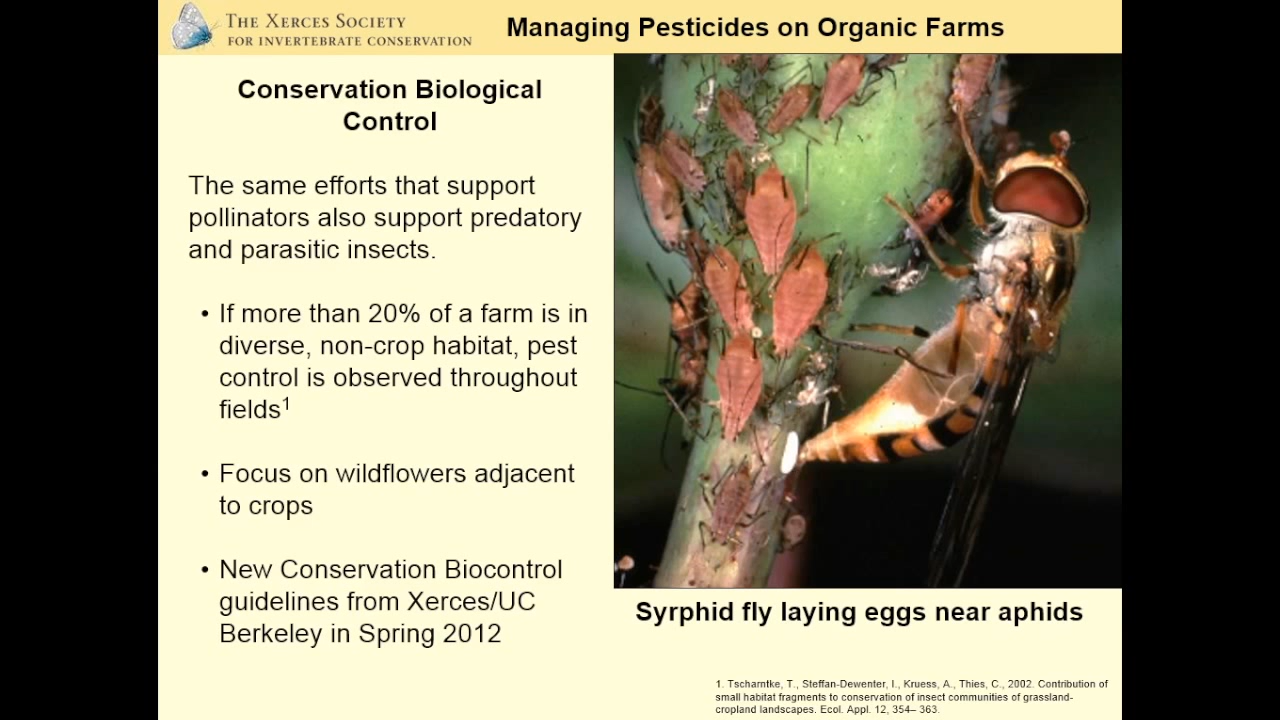 The Xerces Society
for Invertebrate Conservation
Managing Pesticides on Organic Farms
Conservation Biological
Control
The same efforts that support
pollinators also support predatory
and parasitic insects.
• If more than 20% of a farm is in
diverse, non-crop habitat, pest
control is observed throughout
fields1
• Focus on wildflowers adjacent
to crops
• New Conservation Biocontrol
guidelines from Xerces/UC
Berkeley in Spring 2012
Syrphid fly laying eggs near aphids
1. Tscharntke, T., Steffan-Dewenter, I., Kruess, A., Thies, C., 2002. Contribution of
small habitat fragments to conservation of insect communities of grassland-
cropland landscapes. Ecol. Appl. 12, 354– 363.